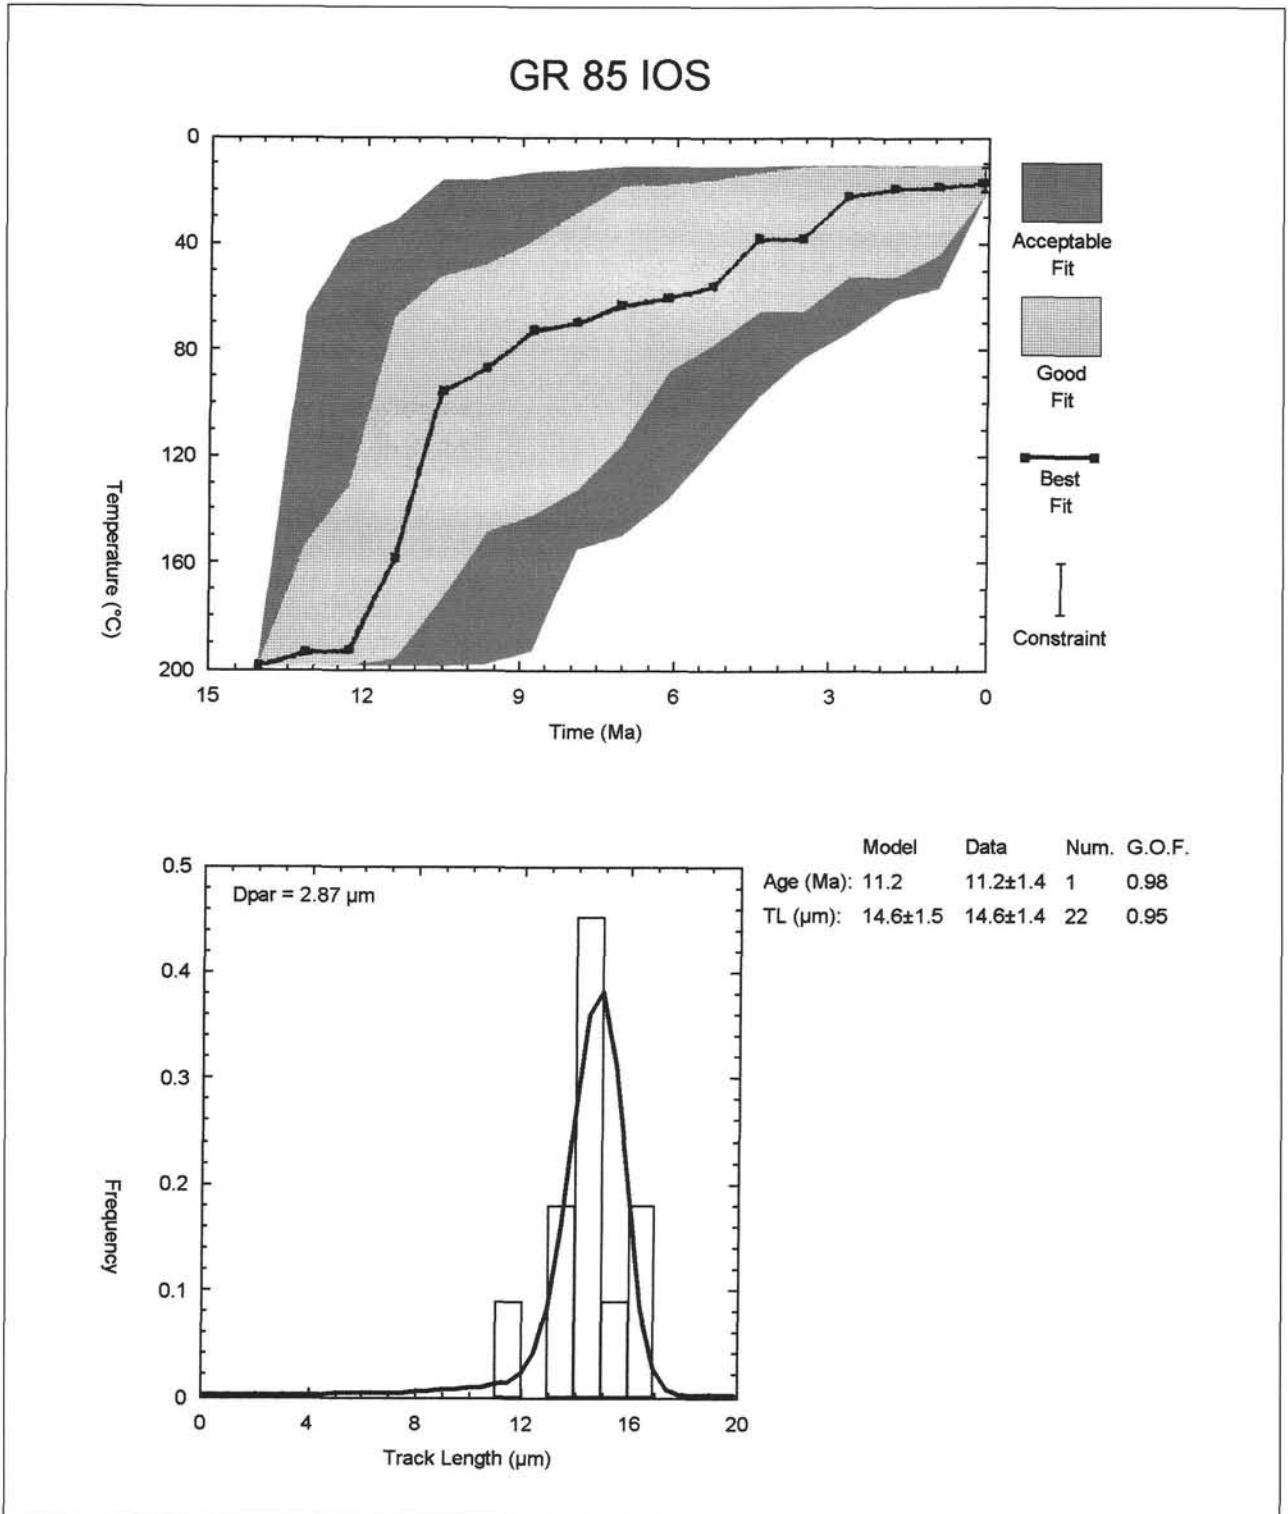 GR 85 IOS
0
40
80
120
160
200
Temperature (°C)
15 12 9 6 3 0
Time (Ma)
Acceptable
Fit
Good
Fit
Best
Fit
Constraint
Model Data Num. G.O.F.
Age (Ma): 11.2 11.2±1.4 1 0.98
TL (µm): 14.6±1.5 14.6±1.4 22 0.95
Dpar = 2.87 µm
0.5
0.4
0.3
0.2
0.1
0
Frequency
0 4 8 12 16 20
Track Length (µm)